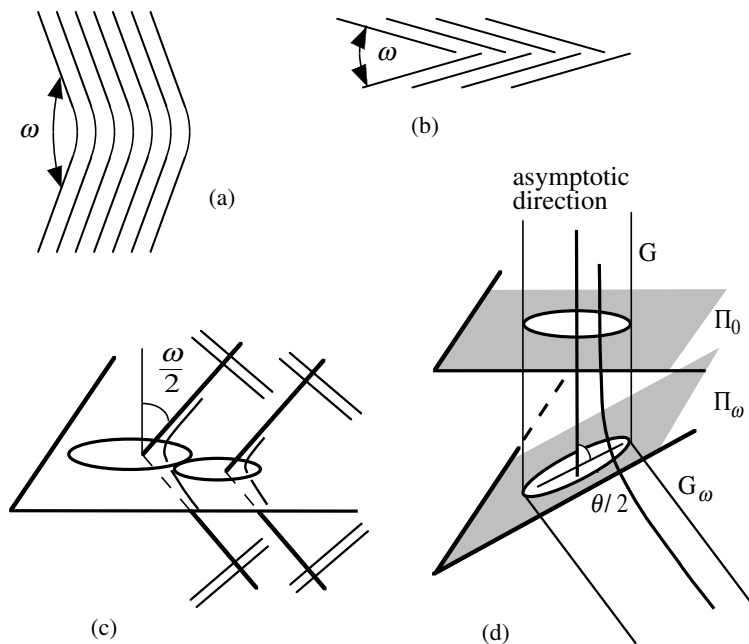 ω
(a)
ω
(b)
ω
2
(c)
asymptotic
direction
G
Π0
Πω
θ/2
Gω
(d)